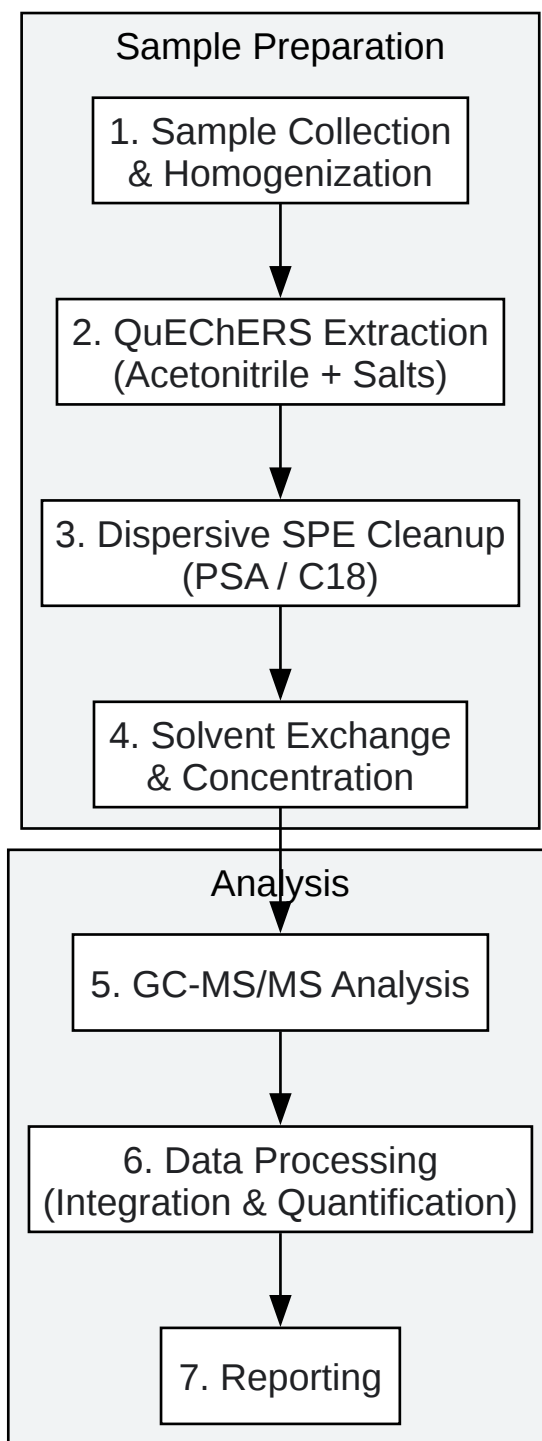 Sample Preparation
1. Sample Collection
& Homogenization
2. QuEChERS Extraction
(Acetonitrile + Salts)
3. Dispersive SPE Cleanup
(PSA / C18)
4. Solvent Exchange
& Concentration
Analysis
5. GC-MS/MS Analysis
6. Data Processing
(Integration & Quantification)
7. Reporting